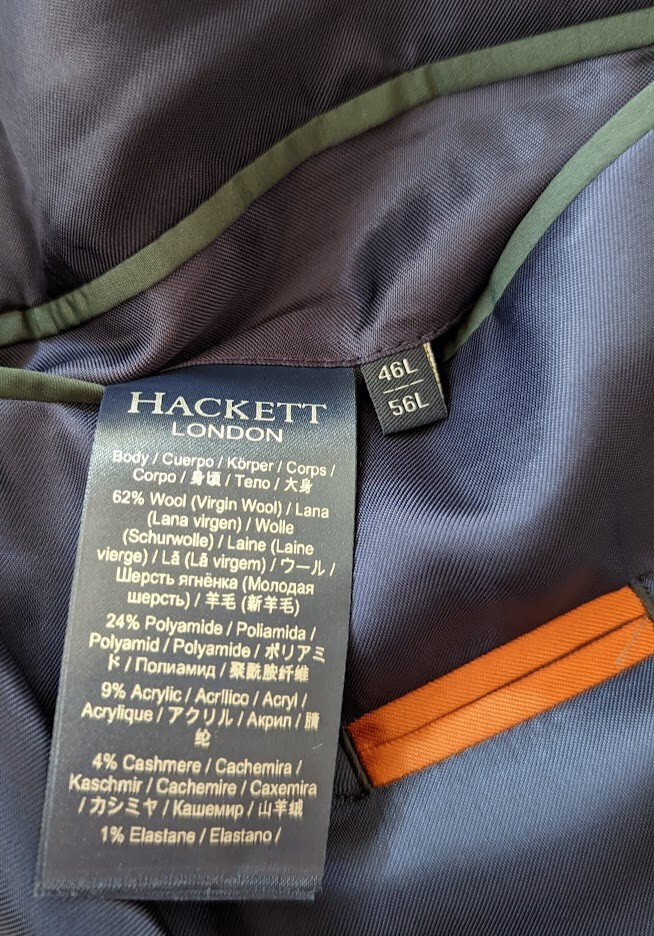 46L
56L
HACKETT
LONDON
Body / Cuerpo / Körper / Corps /
Corpo / 身頃 / Тело / 大身
62% Wool (Virgin Wool) / Lana
(Lana virgen) / Wolle
(Schurwolle) / Laine (Laine
vierge) / Lã (Lã virgem) / ウール /
Шерсть ягнёнка (Молодая
шерсть) / 羊毛 (新羊毛)
24% Polyamide / Poliamida /
Polyamid / Polyamide / ポリアミ
ド / Полиамид / 聚酰胺纤维
9% Acrylic / Acrílico / Acryl /
Acrylique / アクリル / Акрил / 腈
纶
4% Cashmere / Cachemira /
Kaschmir / Cachemire / Caxemira
/ カシミヤ / Кашемир / 山羊绒
1% Elastane / Elastano /